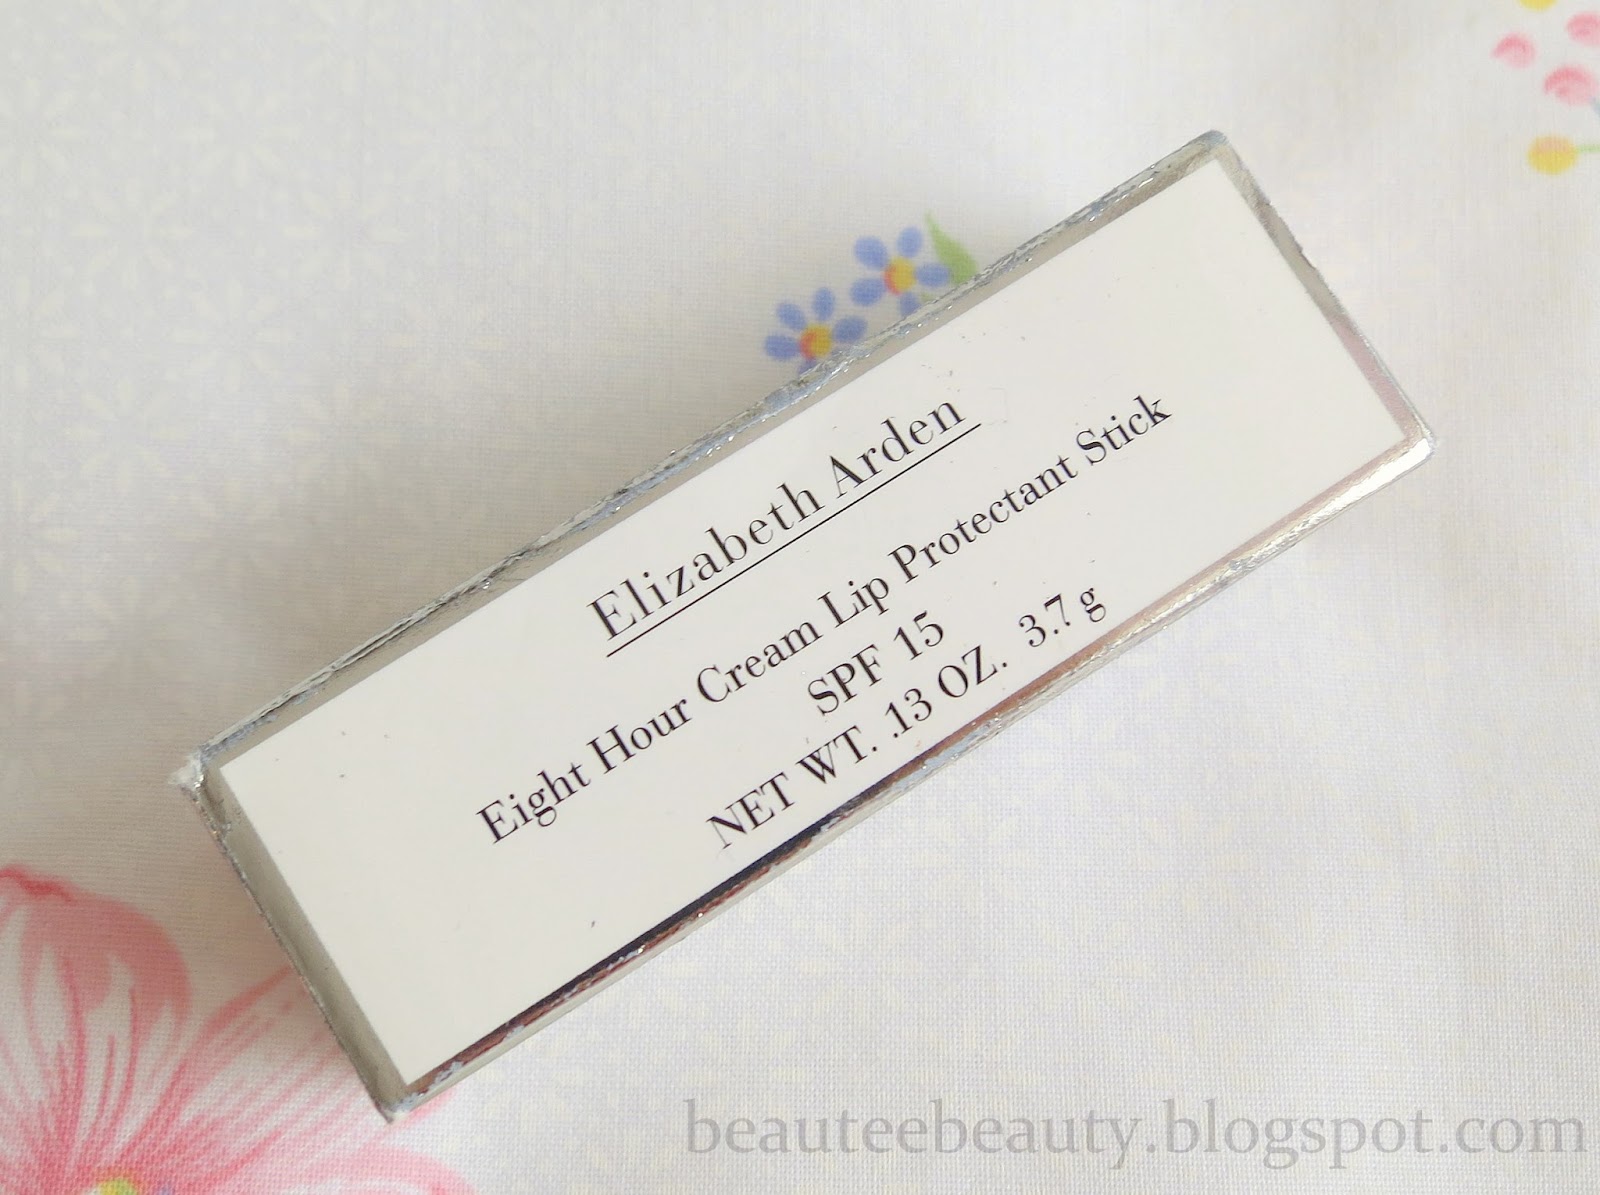 Elizabeth Arden
Eight Hour Cream Lip Protectant Stick
SPF 15
NET WT. .13 OZ. 3.7 g
beauteebeauty.blogspot.com